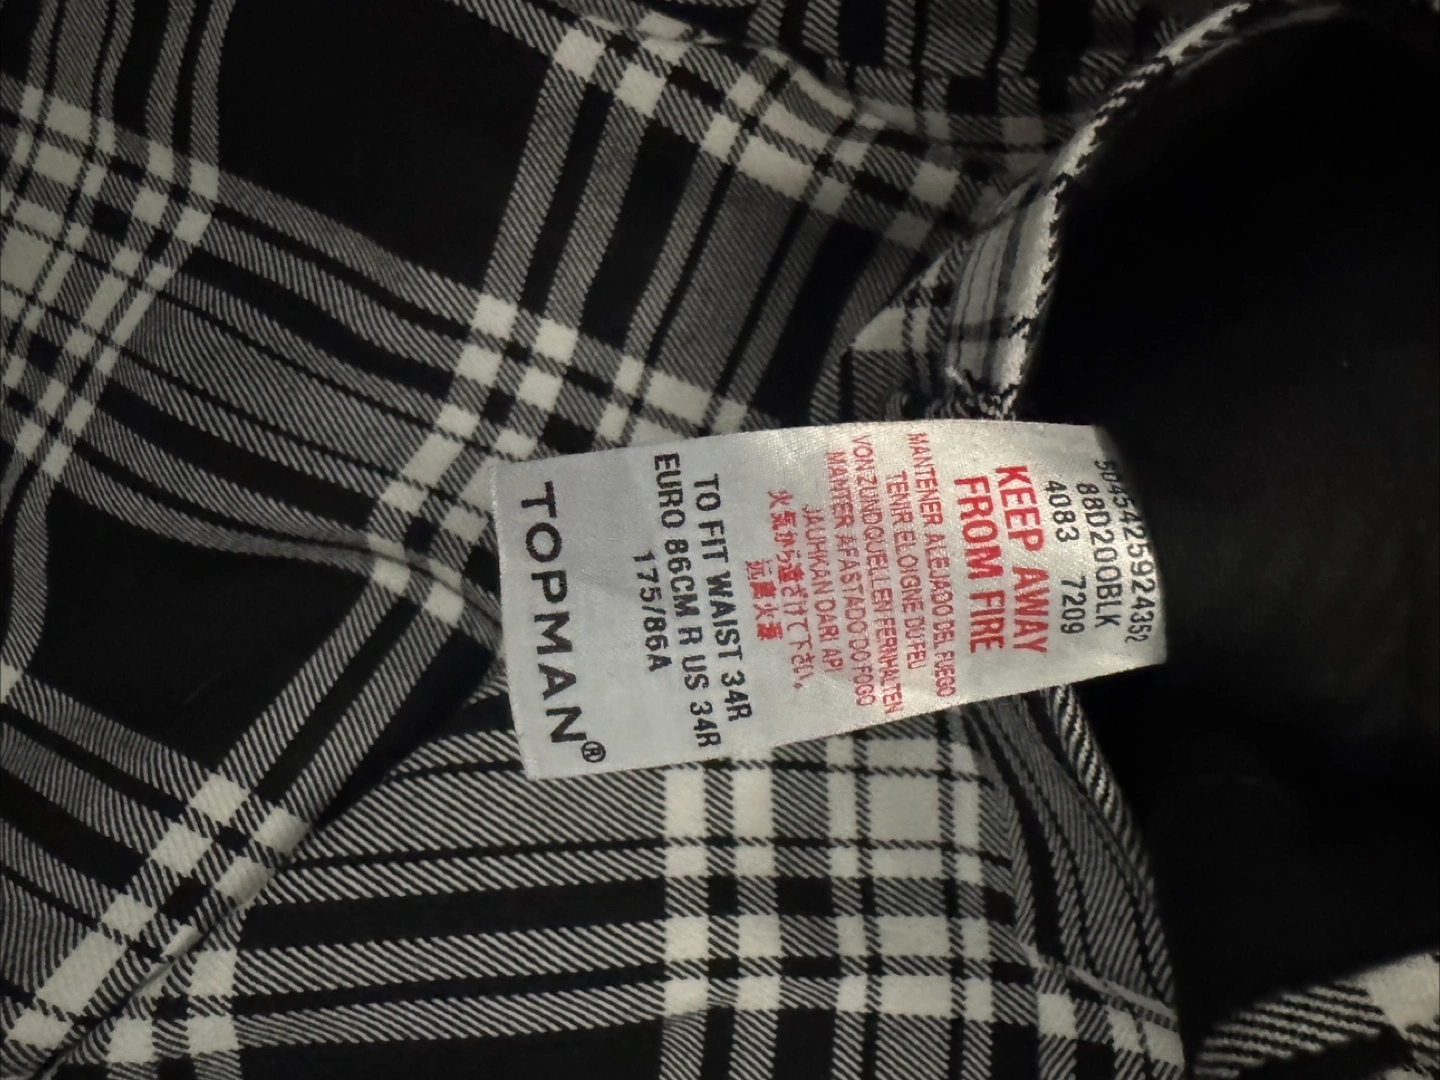 5045425924352
88D20OBLK
4083 7209
KEEP AWAY
FROM FIRE
MANTENER ALEJADO DEL FUEGO
TENIR ELOIGNE DU FEU
VON ZUNDQUELLEN FERNHALTEN
MANTER AFASTADO DO FOGO
JAUHKAN DARI API
火気から遠ざけて下さい。
远离火源
TO FIT WAIST 34R
EURO 86CM R US 34R
175/86A
TOPMAN®